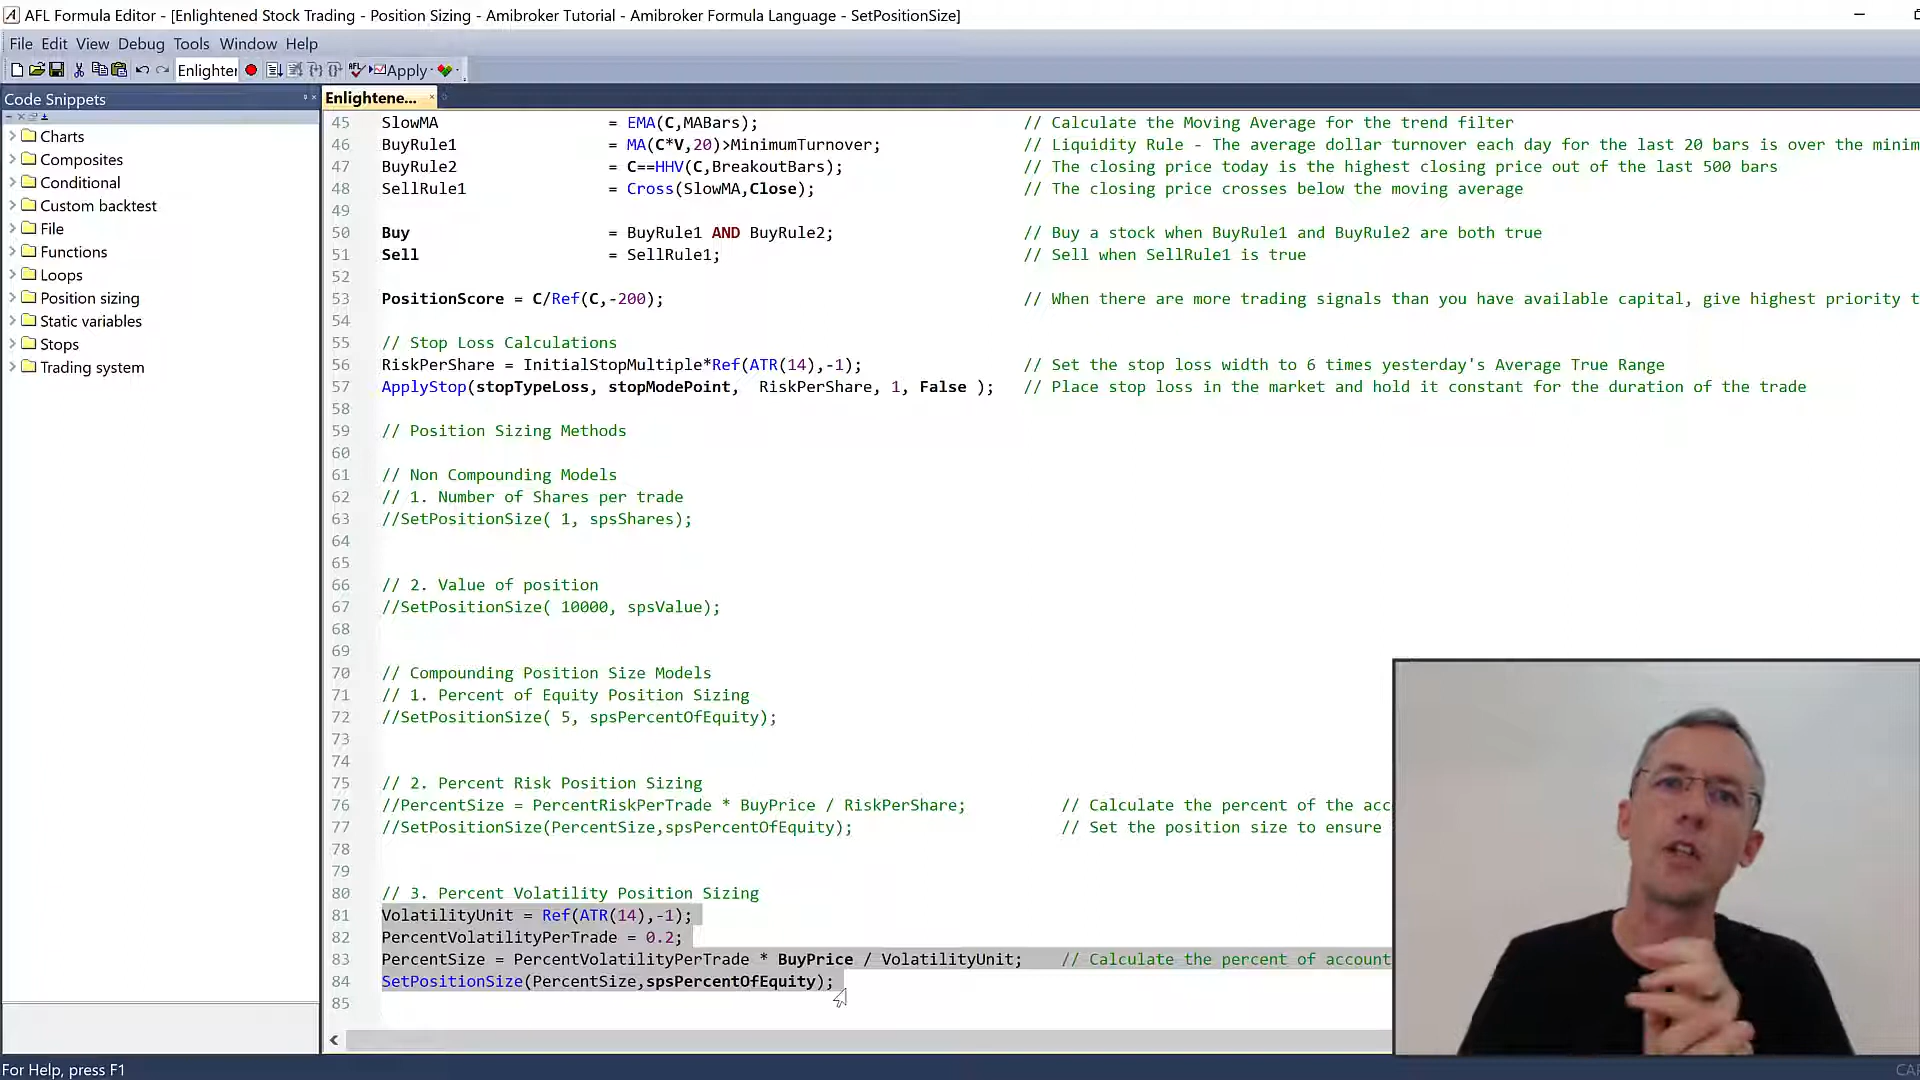 AFL Formula Editor - [Enlightened Stock Trading - Position Sizing - Amibroker Tutorial - Amibroker Formula Language - SetPositionSize]
File Edit View Debug Tools Window Help
Enlighter Apply
Code Snippets
Enlightene...
Charts
Composites
Conditional
Custom backtest
File
Functions
Loops
Position sizing
Static variables
Stops
Trading system
45 SlowMA = EMA(C,MABars); // Calculate the Moving Average for the trend filter
46 BuyRule1 = MA(C*V,20)>MinimumTurnover; // Liquidity Rule - The average dollar turnover each day for the last 20 bars is over the minim
47 BuyRule2 = C==HHV(C,BreakoutBars); // The closing price today is the highest closing price out of the last 500 bars
48 SellRule1 = Cross(SlowMA,Close); // The closing price crosses below the moving average
49
50 Buy = BuyRule1 AND BuyRule2; // Buy a stock when BuyRule1 and BuyRule2 are both true
51 Sell = SellRule1; // Sell when SellRule1 is true
52
53 PositionScore = C/Ref(C,-200); // When there are more trading signals than you have available capital, give highest priority t
54
55 // Stop Loss Calculations
56 RiskPerShare = InitialStopMultiple*Ref(ATR(14),-1); // Set the stop loss width to 6 times yesterday's Average True Range
57 ApplyStop(stopTypeLoss, stopModePoint, RiskPerShare, 1, False ); // Place stop loss in the market and hold it constant for the duration of the trade
58
59 // Position Sizing Methods
60
61 // Non Compounding Models
62 // 1. Number of Shares per trade
63 //SetPositionSize( 1, spsShares);
64
65
66 // 2. Value of position
67 //SetPositionSize( 10000, spsValue);
68
69
70 // Compounding Position Size Models
71 // 1. Percent of Equity Position Sizing
72 //SetPositionSize( 5, spsPercentOfEquity);
73
74
75 // 2. Percent Risk Position Sizing
76 //PercentSize = PercentRiskPerTrade * BuyPrice / RiskPerShare; // Calculate the percent of the acc
77 //SetPositionSize(PercentSize,spsPercentOfEquity); // Set the position size to ensure
78
79
80 // 3. Percent Volatility Position Sizing
81 VolatilityUnit = Ref(ATR(14),-1);
82 PercentVolatilityPerTrade = 0.2;
83 PercentSize = PercentVolatilityPerTrade * BuyPrice / VolatilityUnit; // Calculate the percent of account
84 SetPositionSize(PercentSize,spsPercentOfEquity);
85
For Help, press F1
CA